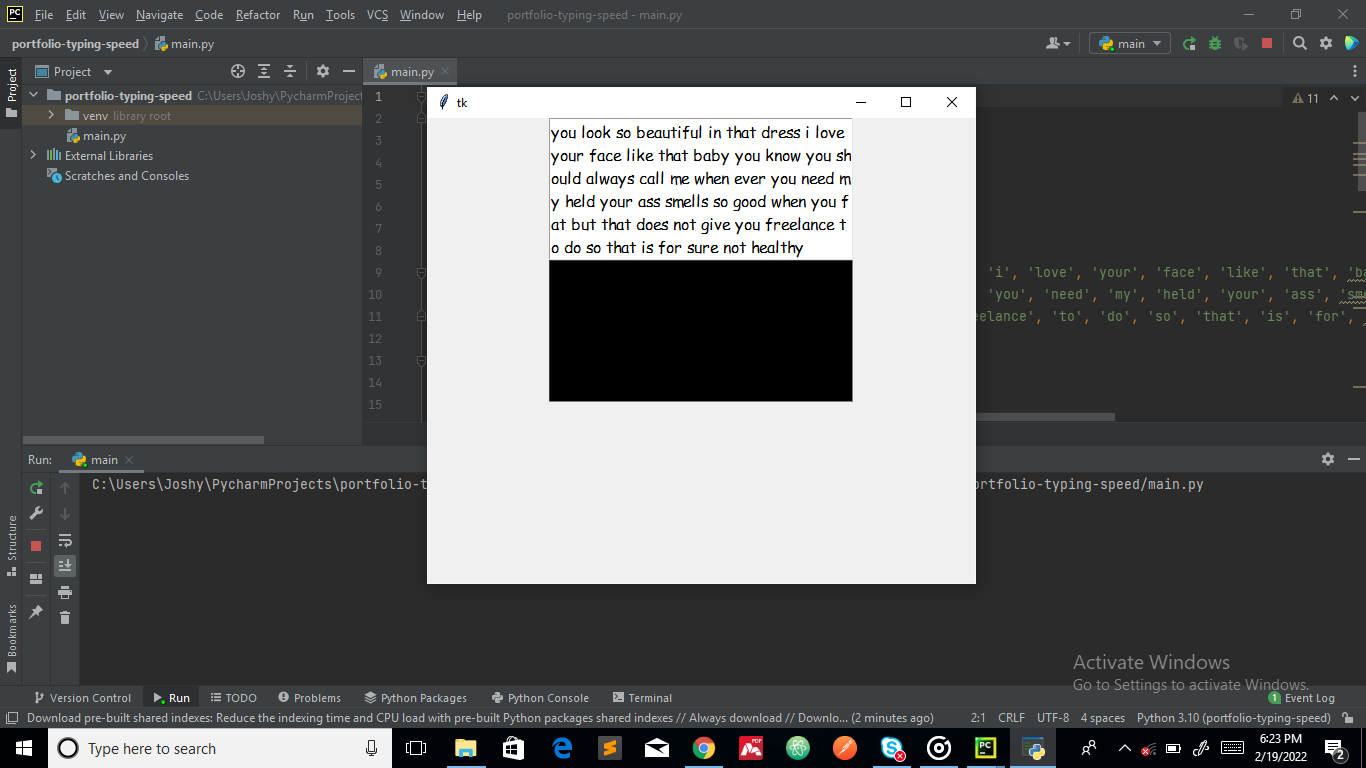 File Edit View Navigate Code Refactor Run Tools VCS Window Help portfolio-typing-speed - main.py
portfolio-typing-speed main.py main
Project
Project main.py
portfolio-typing-speed C:\Users\Joshy\PycharmProject
venv library root
main.py
External Libraries
Scratches and Consoles
1
2
3
4
5
6
7
8
9
10
11
12
13
14
15
11
tk
you look so beautiful in that dress i love
your face like that baby you know you sh
ould always call me when ever you need m
y held your ass smells so good when you f
at but that does not give you freelance t
o do so that is for sure not healthy
'i', 'love', 'your', 'face', 'like', 'that', 'ba
'you', 'need', 'my', 'held', 'your', 'ass', 'sme
eelance', 'to', 'do', 'so', 'that', 'is', 'for',
Run: main
C:\Users\Joshy\PycharmProjects\portfolio-t ortfolio-typing-speed/main.py
Structure
Bookmarks
Activate Windows
Go to Settings to activate Windows.
Version Control Run TODO Problems Python Packages Python Console Terminal 1 Event Log
Download pre-built shared indexes: Reduce the indexing time and CPU load with pre-built Python packages shared indexes // Always download // Downlo... (2 minutes ago) 2:1 CRLF UTF-8 4 spaces Python 3.10 (portfolio-typing-speed)
Type here to search
6:23 PM
2/19/2022
2